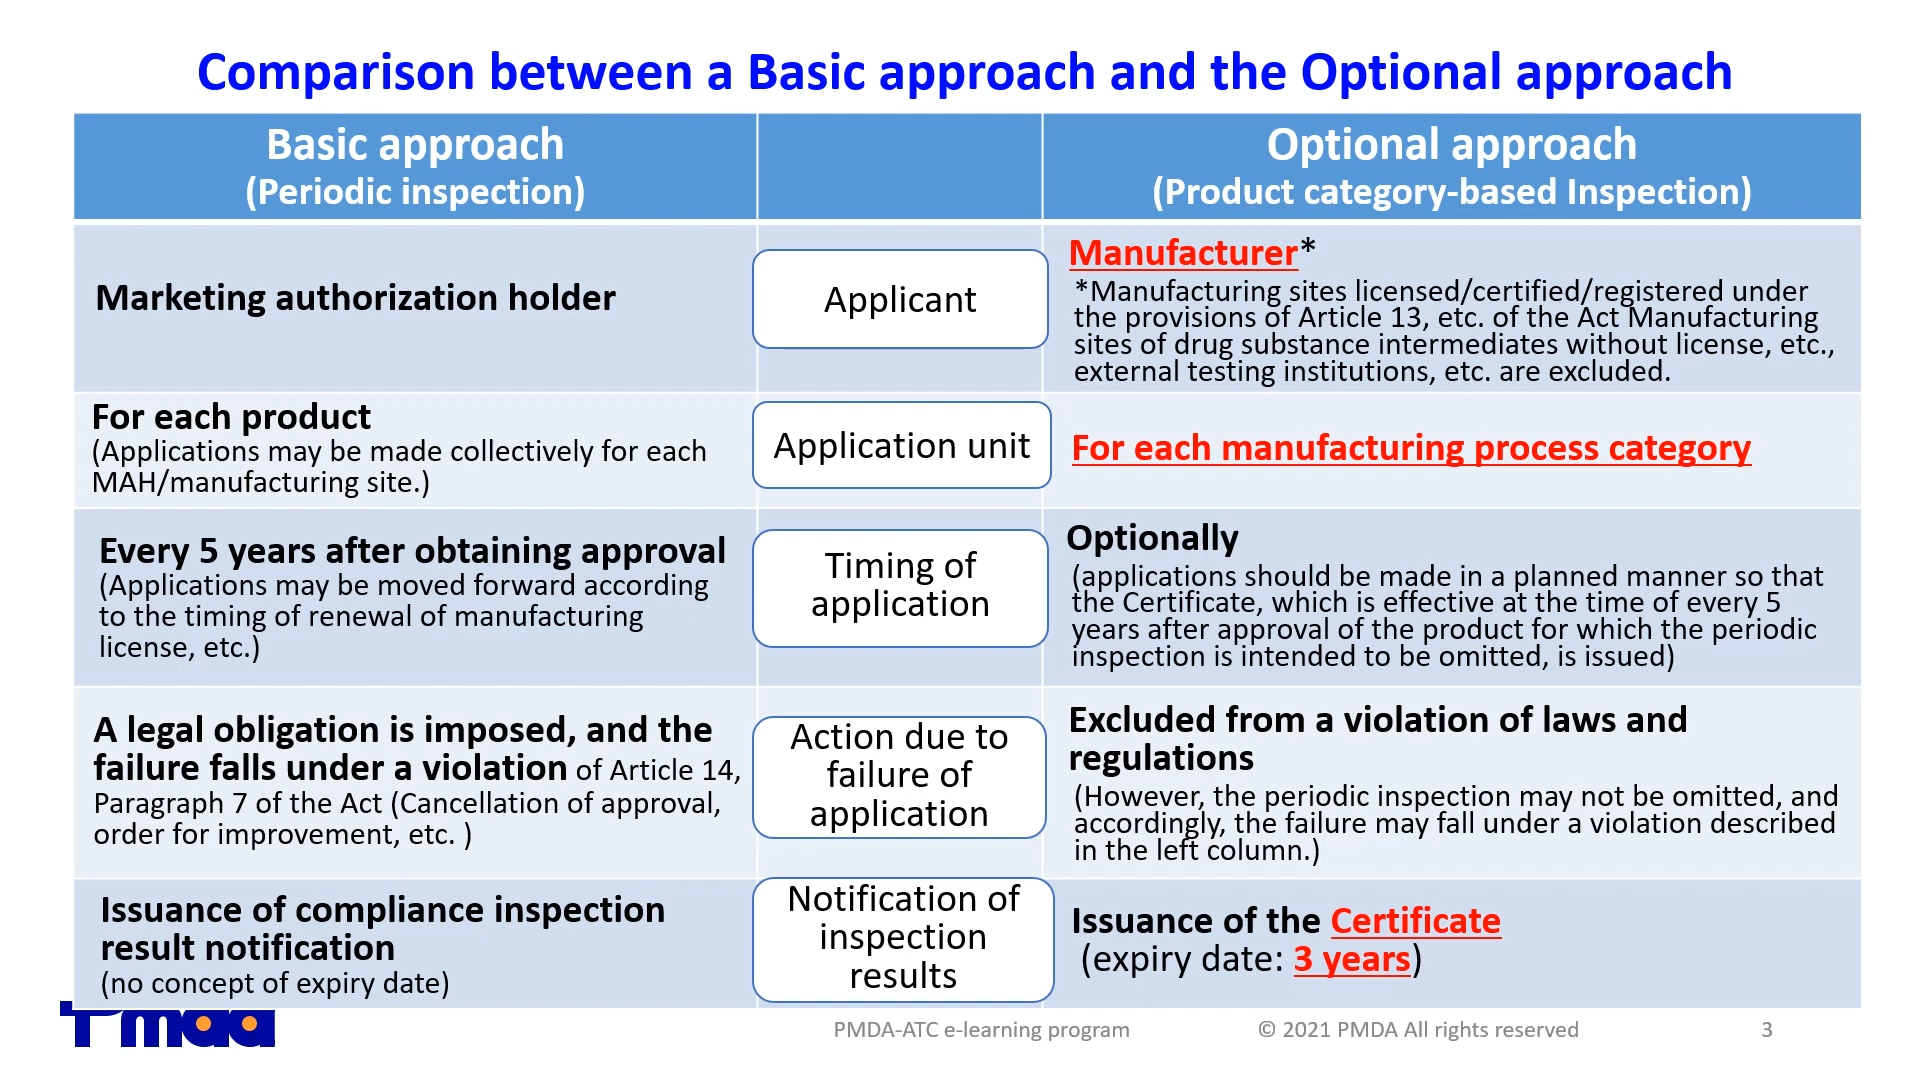 Comparison between a Basic approach and the Optional approach
Basic approach
(Periodic inspection)
Optional approach
(Product category-based Inspection)
Marketing authorization holder
Applicant
Manufacturer*
*Manufacturing sites licensed/certified/registered under
the provisions of Article 13, etc. of the Act Manufacturing
sites of drug substance intermediates without license, etc.,
external testing institutions, etc. are excluded.
For each product
(Applications may be made collectively for each
MAH/manufacturing site.)
Application unit
For each manufacturing process category
Every 5 years after obtaining approval
(Applications may be moved forward according
to the timing of renewal of manufacturing
license, etc.)
Timing of
application
Optionally
(applications should be made in a planned manner so that
the Certificate, which is effective at the time of every 5
years after approval of the product for which the periodic
inspection is intended to be omitted, is issued)
A legal obligation is imposed, and the
failure falls under a violation of Article 14,
Paragraph 7 of the Act (Cancellation of approval,
order for improvement, etc. )
Action due to
failure of
application
Excluded from a violation of laws and
regulations
(However, the periodic inspection may not be omitted, and
accordingly, the failure may fall under a violation described
in the left column.)
Issuance of compliance inspection
result notification
(no concept of expiry date)
Notification of
inspection
results
Issuance of the Certificate
(expiry date: 3 years)
Pmda
PMDA-ATC e-learning program
© 2021 PMDA All rights reserved
3